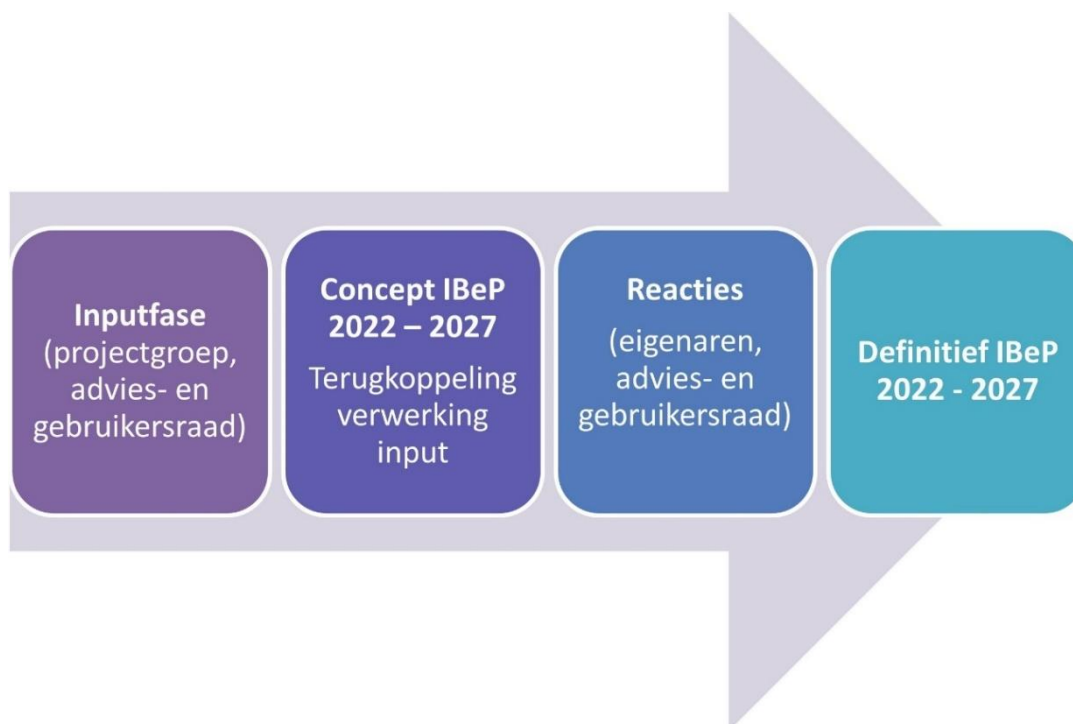 Inputfase
(projectgroep,
advies- en
gebruikersraad)
Concept IBeP
2022 – 2027
Terugkoppeling
verwerking
input
Reacties
(eigenaren,
advies- en
gebruikersraad)
Definitief IBeP
2022 - 2027